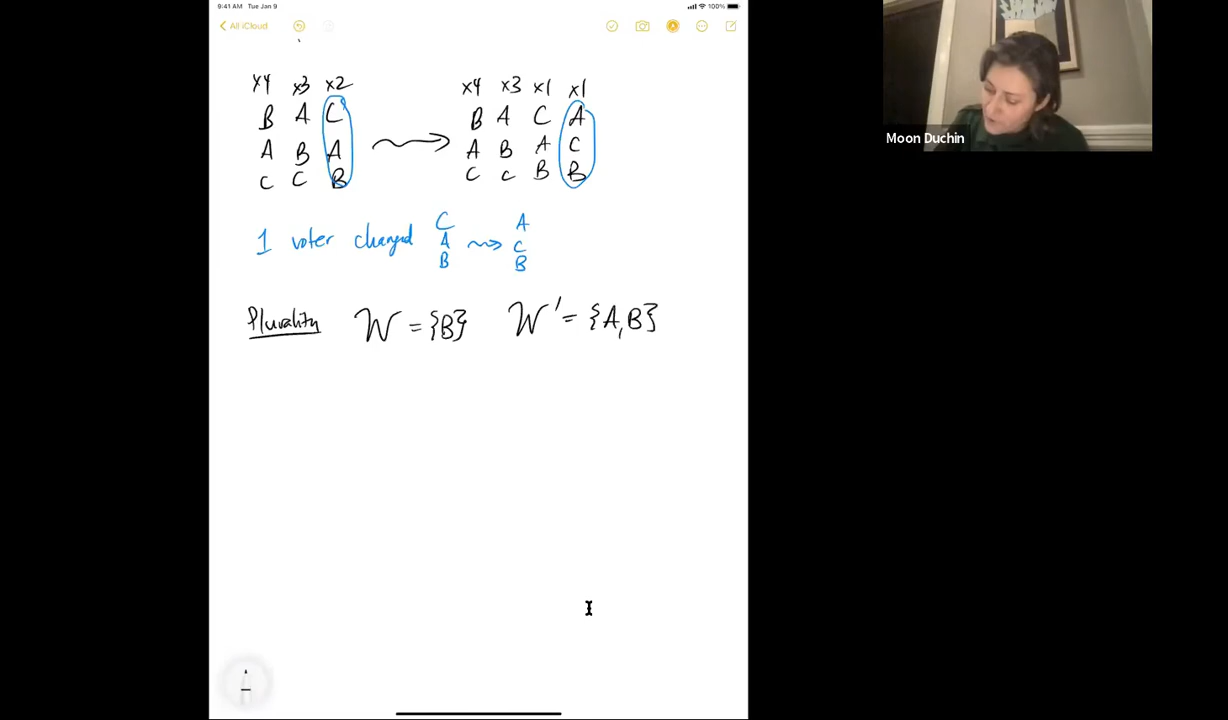 9:41 AM Tue Jan 9
100%
All iCloud
x4 x3 x2 x4 x3 x1 x1
B A C B A C A
A B A A B A C
C C B C C B B
1 voter changed C A B ⇝ A C B
Plurality W = {B} W' = {A, B}
Moon Duchin